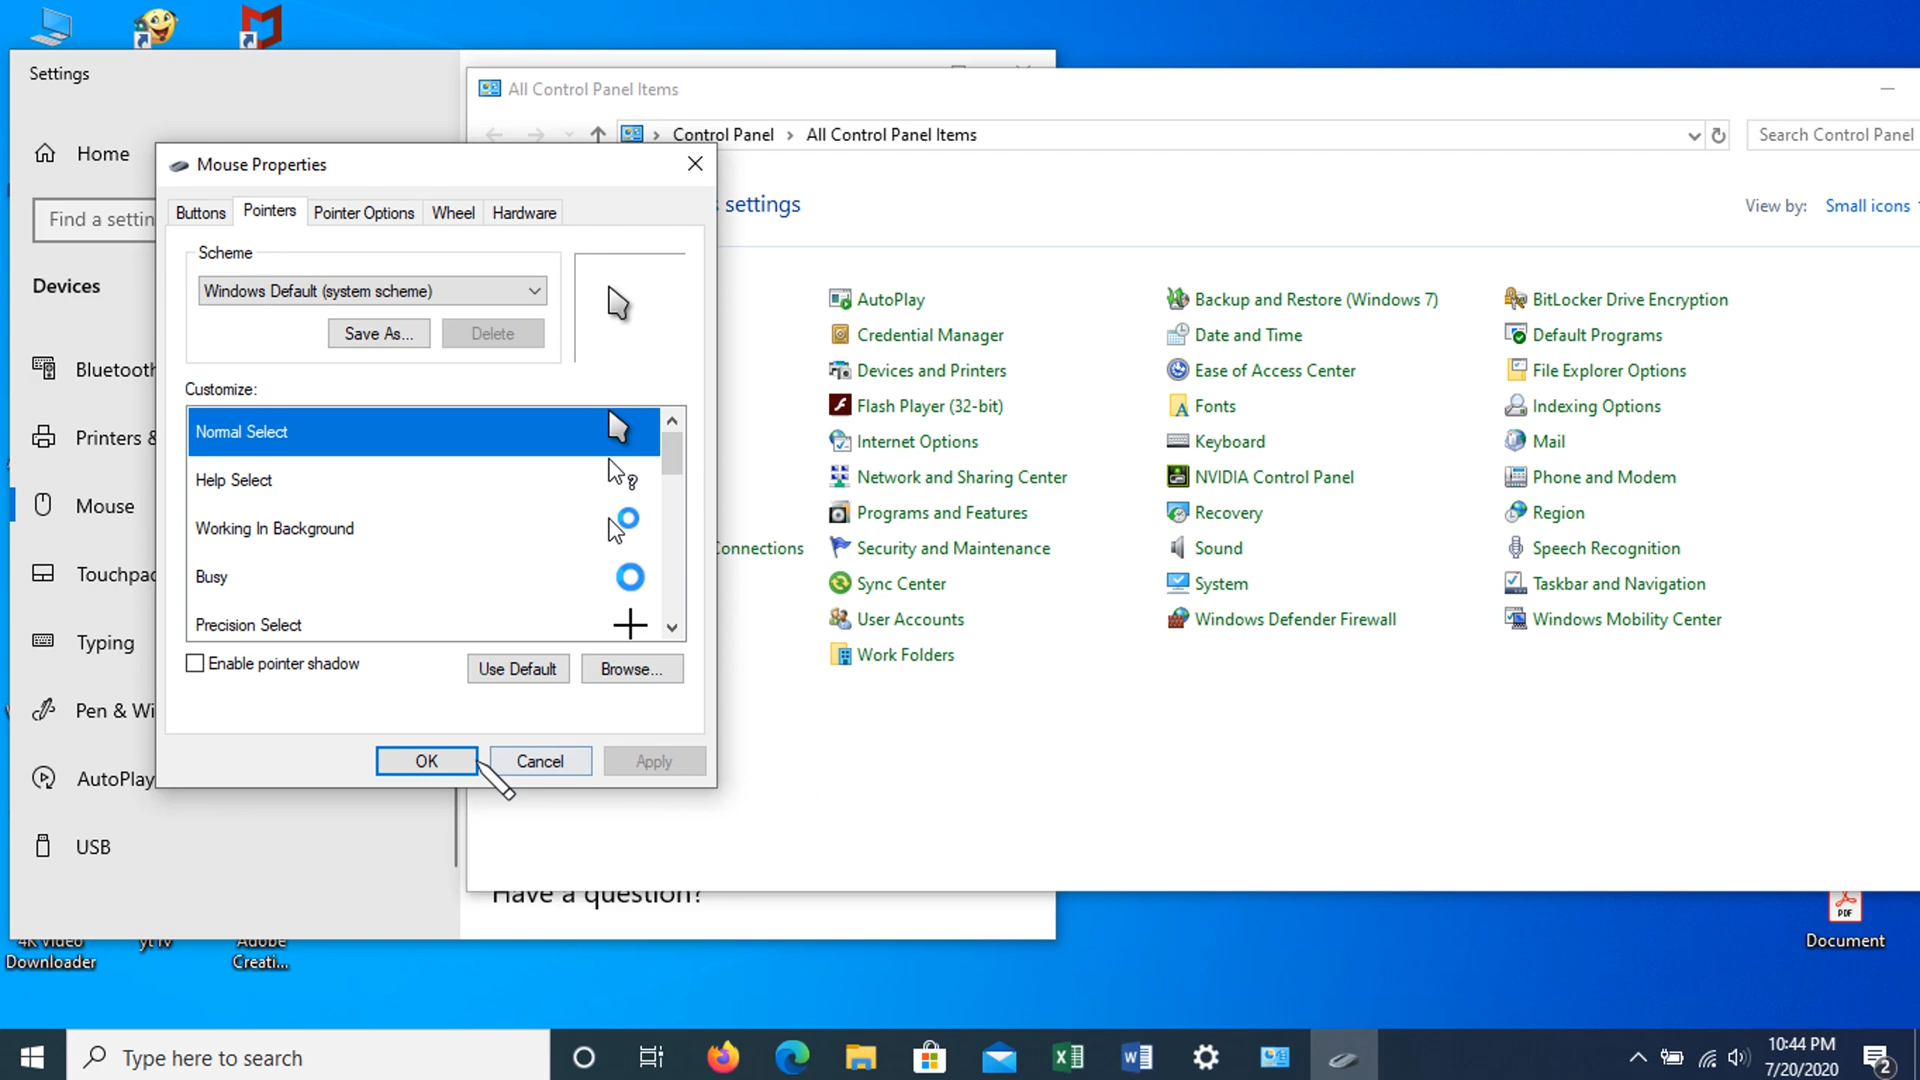 Settings
All Control Panel Items
Control Panel > All Control Panel Items
Search Control Panel
Home
Find a settin
Devices
Bluetooth
Printers &
Mouse
Touchpad
Typing
Pen & Wi
AutoPlay
USB
Mouse Properties
Buttons
Pointers
Pointer Options
Wheel
Hardware
Scheme
Windows Default (system scheme)
Save As...
Delete
Customize:
Normal Select
Help Select
Working In Background
Busy
Precision Select
Enable pointer shadow
Use Default
Browse...
OK
Cancel
Apply
settings
View by: Small icons
AutoPlay
Backup and Restore (Windows 7)
BitLocker Drive Encryption
Credential Manager
Date and Time
Default Programs
Devices and Printers
Ease of Access Center
File Explorer Options
Flash Player (32-bit)
Fonts
Indexing Options
Internet Options
Keyboard
Mail
Network and Sharing Center
NVIDIA Control Panel
Phone and Modem
Programs and Features
Recovery
Region
Connections
Security and Maintenance
Sound
Speech Recognition
Sync Center
System
Taskbar and Navigation
User Accounts
Windows Defender Firewall
Windows Mobility Center
Work Folders
Have a question?
4K Video
Downloader
Adobe
Creati...
PDF
Document
Type here to search
10:44 PM
7/20/2020
2